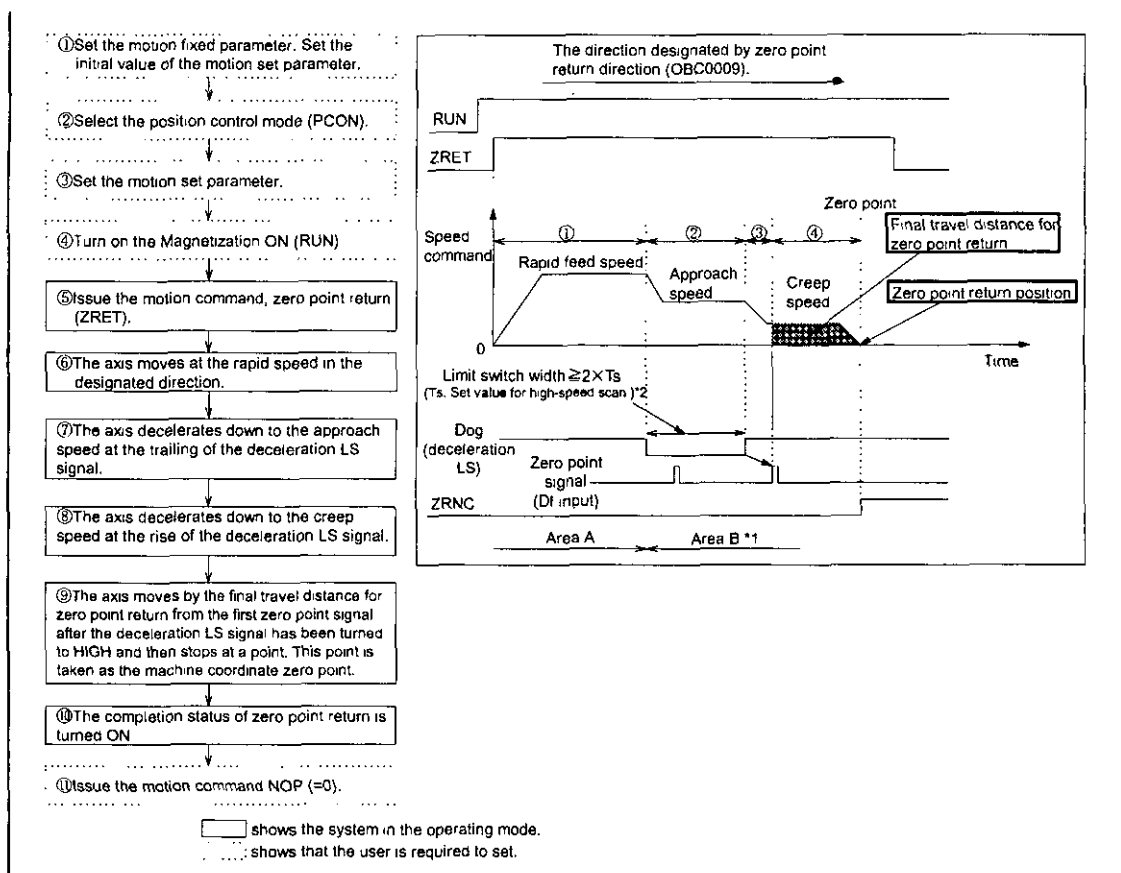 ①Set the motion fixed parameter. Set the
initial value of the motion set parameter.
②Select the position control mode (PCON).
③Set the motion set parameter.
④Turn on the Magnetization ON (RUN)
⑤Issue the motion command, zero point return
(ZRET).
⑥The axis moves at the rapid speed in the
designated direction.
⑦The axis decelerates down to the approach
speed at the trailing of the deceleration LS
signal.
⑧The axis decelerates down to the creep
speed at the rise of the deceleration LS signal.
⑨The axis moves by the final travel distance for
zero point return from the first zero point signal
after the deceleration LS signal has been turned
to HIGH and then stops at a point. This point is
taken as the machine coordinate zero point.
⑩The completion status of zero point return is
turned ON
⑪Issue the motion command NOP (=0).
The direction designated by zero point
return direction (OBC0009).
RUN
ZRET
Zero point
Speed
command
① ② ③ ④
Final travel distance for
zero point return
Rapid feed speed
Approach
speed
Creep
speed
Zero point return position
0
Time
Limit switch width ≧2×Ts
(Ts. Set value for high-speed scan )*2
Dog
(deceleration
LS)
Zero point
signal
(DI input)
ZRNC
Area A
Area B *1
shows the system in the operating mode.
: shows that the user is required to set.